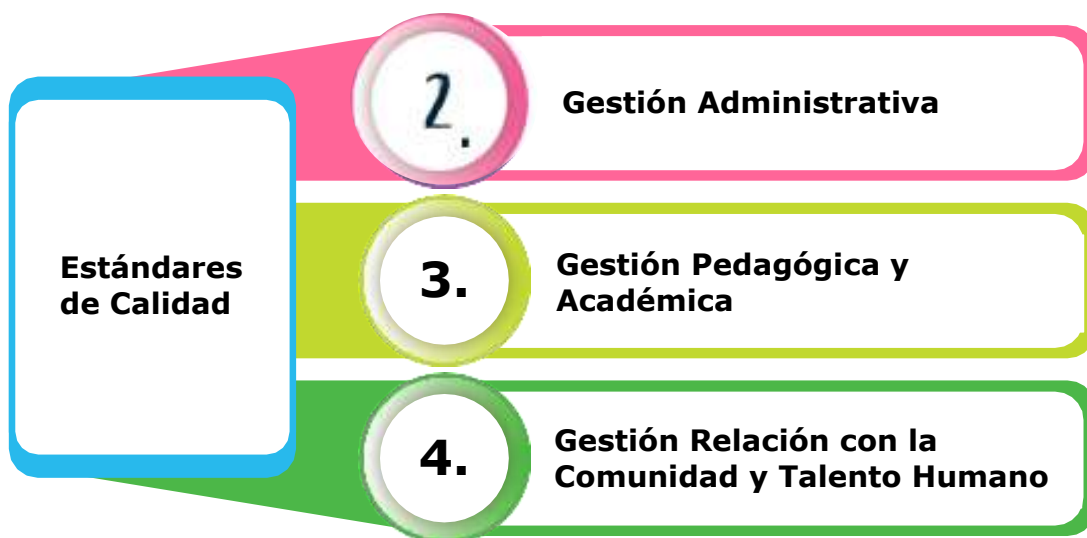 Estándares
de Calidad
2.
Gestión Administrativa
3.
Gestión Pedagógica y
Académica
4.
Gestión Relación con la
Comunidad y Talento Humano